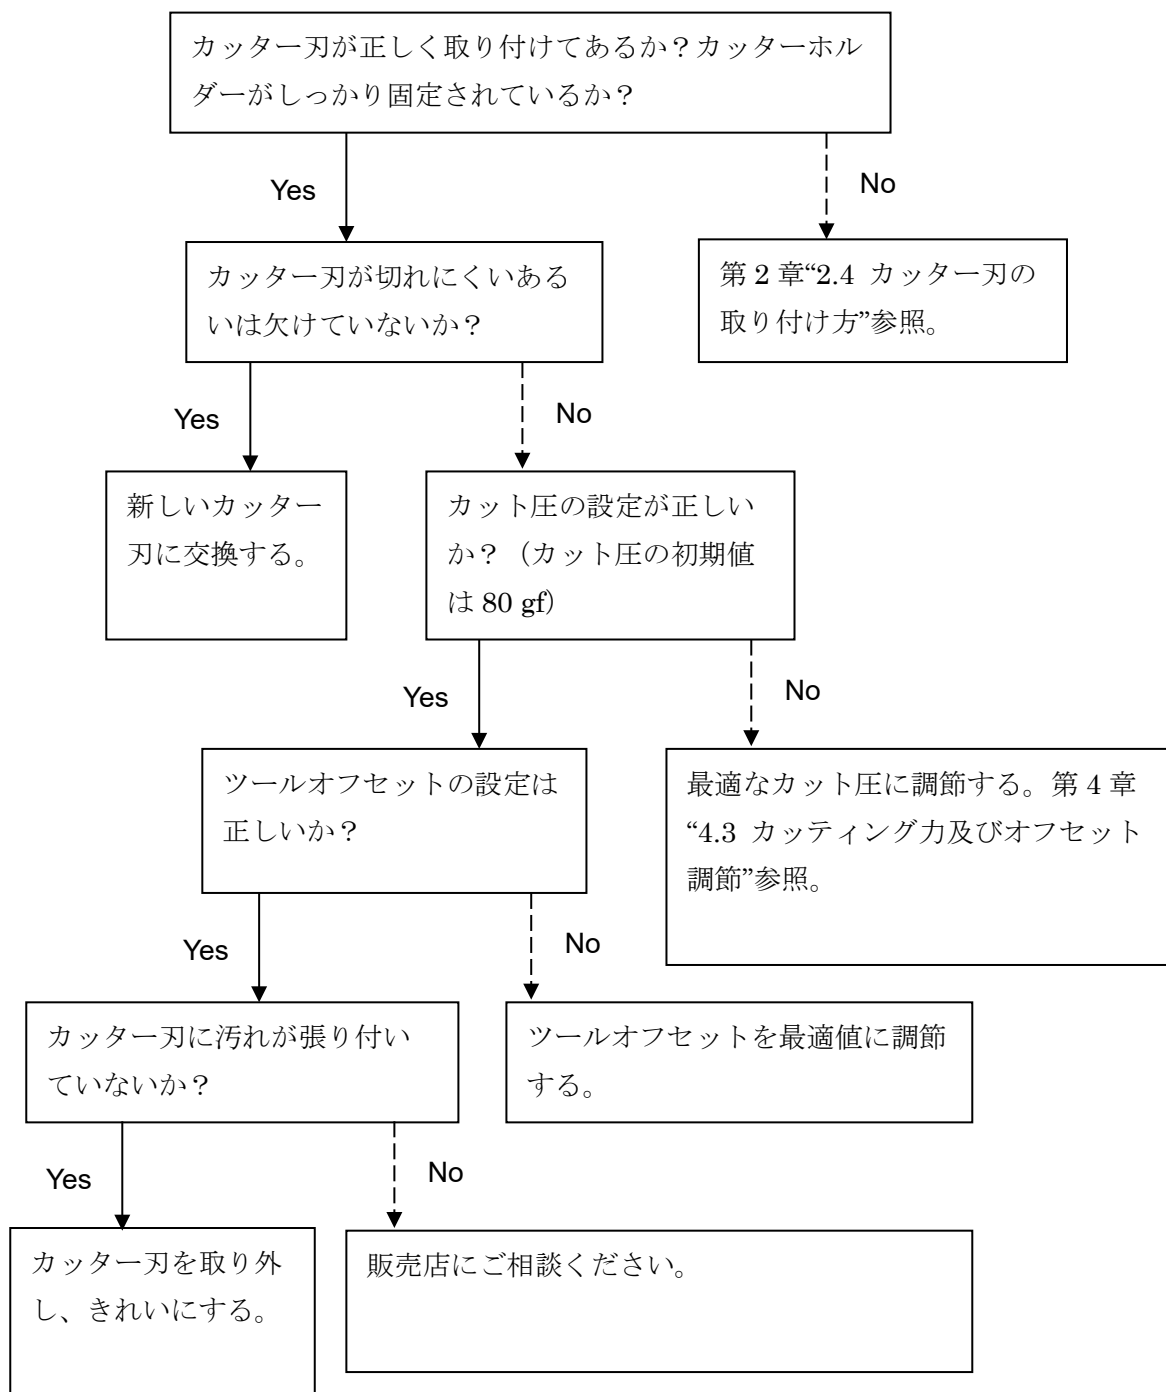 カッター刃が正しく取り付けてあるか？カッターホル
ダーがしっかり固定されているか？
Yes
No
カッター刃が切れにくいある
いは欠けていないか？
第 2 章“2.4 カッター刃の
取り付け方”参照。
Yes
No
新しいカッター
刃に交換する。
カット圧の設定が正しい
か？（カット圧の初期値
は 80 gf）
Yes
No
ツールオフセットの設定は
正しいか？
最適なカット圧に調節する。第 4 章
“4.3 カッティング力及びオフセット
調節”参照。
Yes
No
カッター刃に汚れが張り付い
ていないか？
ツールオフセットを最適値に調節
する。
Yes
No
カッター刃を取り外
し、きれいにする。
販売店にご相談ください。